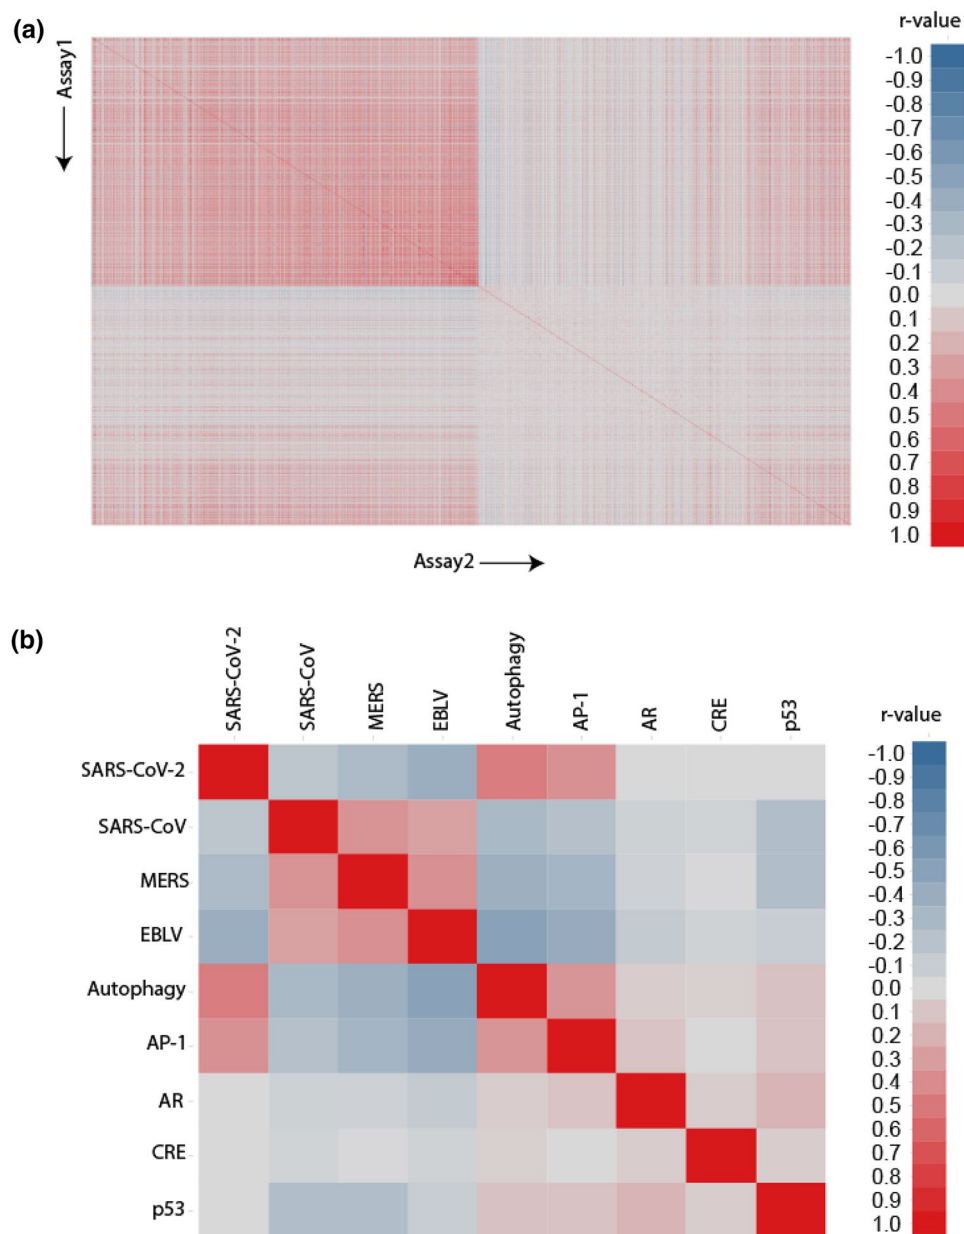 (a)
Assay1
Assay2
r-value
-1.0
-0.9
-0.8
-0.7
-0.6
-0.5
-0.4
-0.3
-0.2
-0.1
0.0
0.1
0.2
0.3
0.4
0.5
0.6
0.7
0.8
0.9
1.0
(b)
SARS-CoV-2
SARS-CoV
MERS
EBLV
Autophagy
AP-1
AR
CRE
p53
SARS-CoV-2
SARS-CoV
MERS
EBLV
Autophagy
AP-1
AR
CRE
p53
r-value
-1.0
-0.9
-0.8
-0.7
-0.6
-0.5
-0.4
-0.3
-0.2
-0.1
0.0
0.1
0.2
0.3
0.4
0.5
0.6
0.7
0.8
0.9
1.0